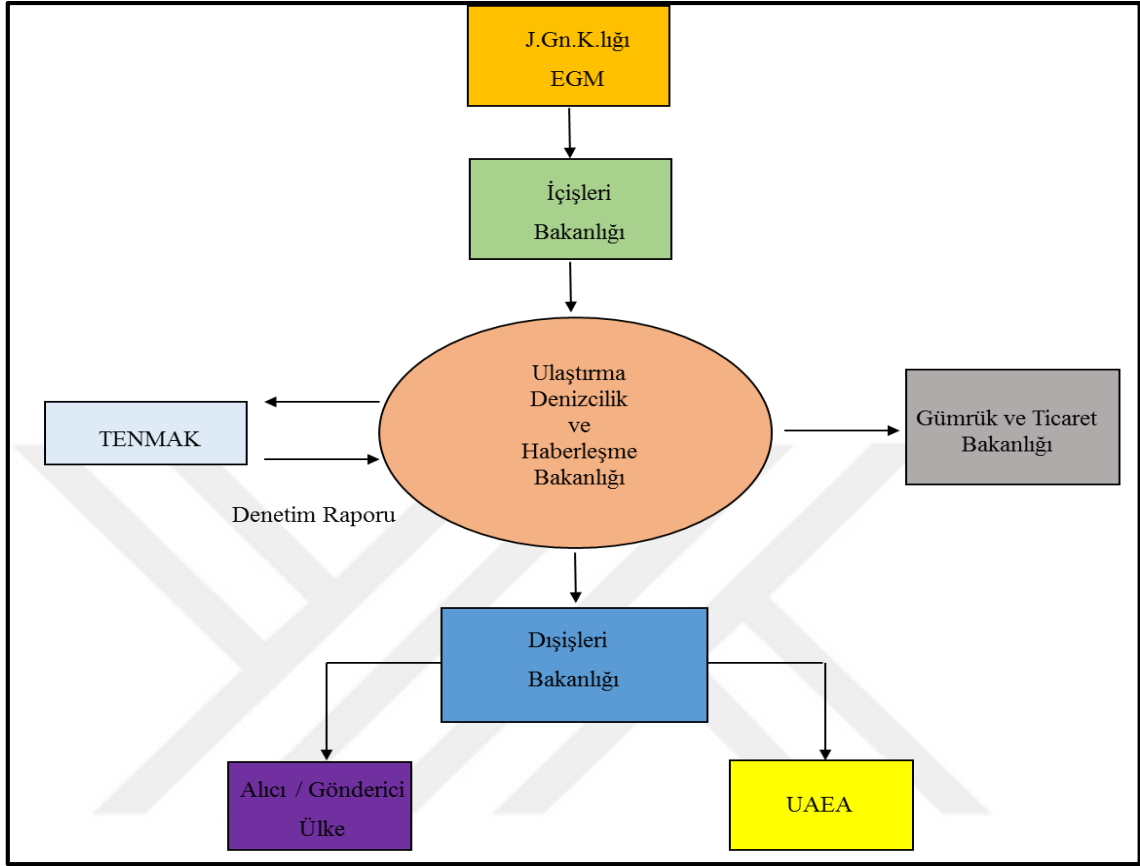 J.Gn.K.lığı
EGM
İçişleri
Bakanlığı
Ulaştırma
Denizcilik
ve
Haberleşme
Bakanlığı
TENMAK
Denetim Raporu
Gümrük ve Ticaret
Bakanlığı
Dışişleri
Bakanlığı
Alıcı / Gönderici
Ülke
UAEA